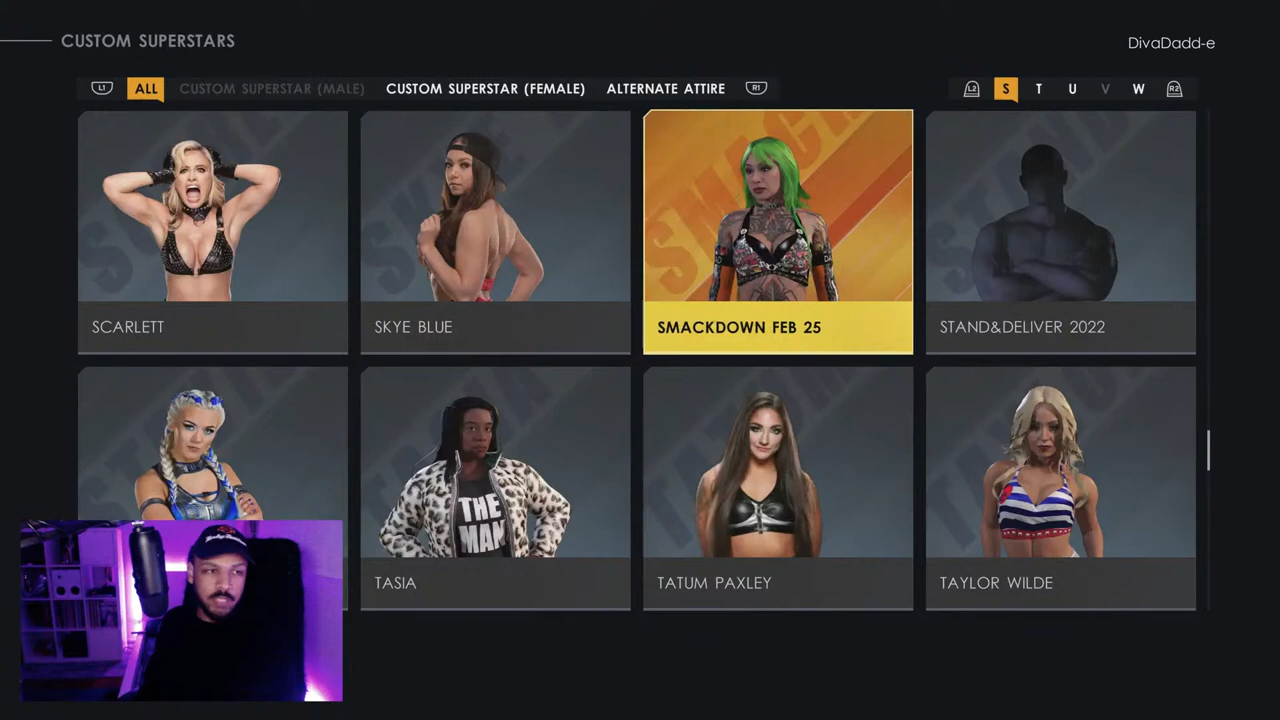 CUSTOM SUPERSTARS
DivaDadd-e
L1 ALL CUSTOM SUPERSTAR (MALE) CUSTOM SUPERSTAR (FEMALE) ALTERNATE ATTIRE R1 L2 S T U V W R2
SCARLETT
SKYE BLUE
SMACKDOWN FEB 25
STAND&DELIVER 2022
THE
MAN
TASIA
TATUM PAXLEY
TAYLOR WILDE